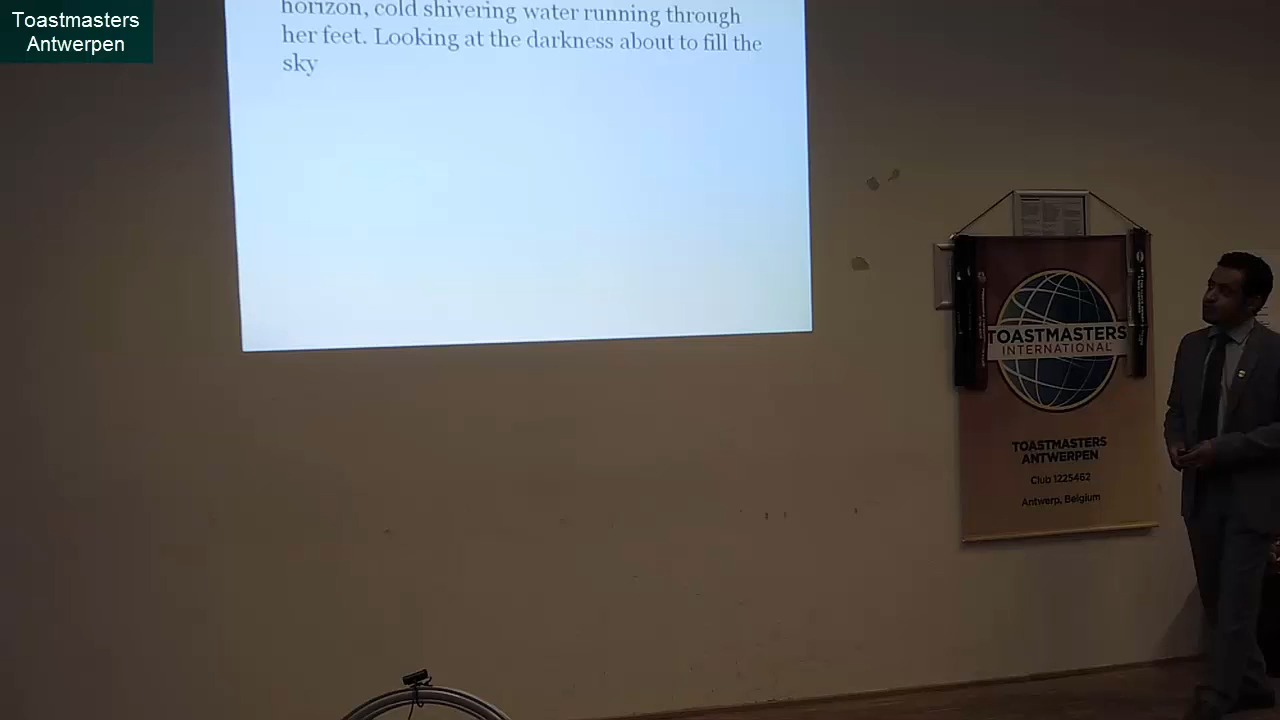 Toastmasters
Antwerpen
horizon, cold shivering water running through
her feet. Looking at the darkness about to fill the
sky
TOASTMASTERS
INTERNATIONAL
TOASTMASTERS
ANTWERPEN
Club 1225462
Antwerp, Belgium